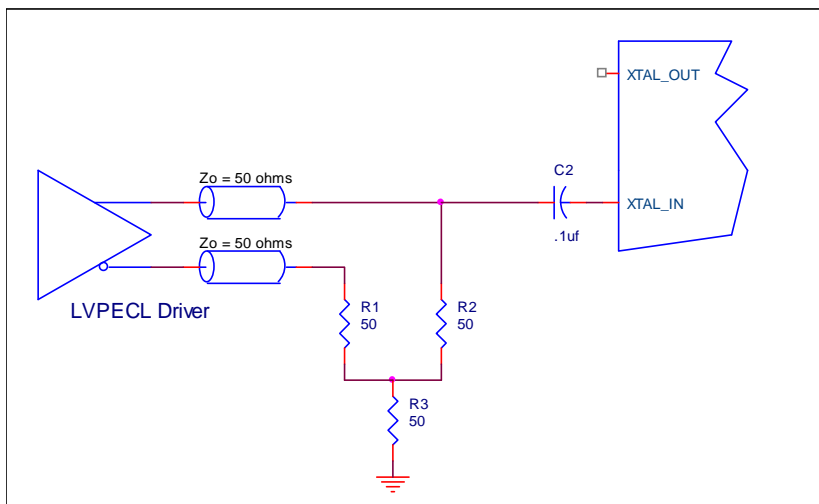 XTAL_OUT
Zo = 50 ohms
C2
XTAL_IN
.1uf
Zo = 50 ohms
LVPECL Driver
R1
50
R2
50
R3
50